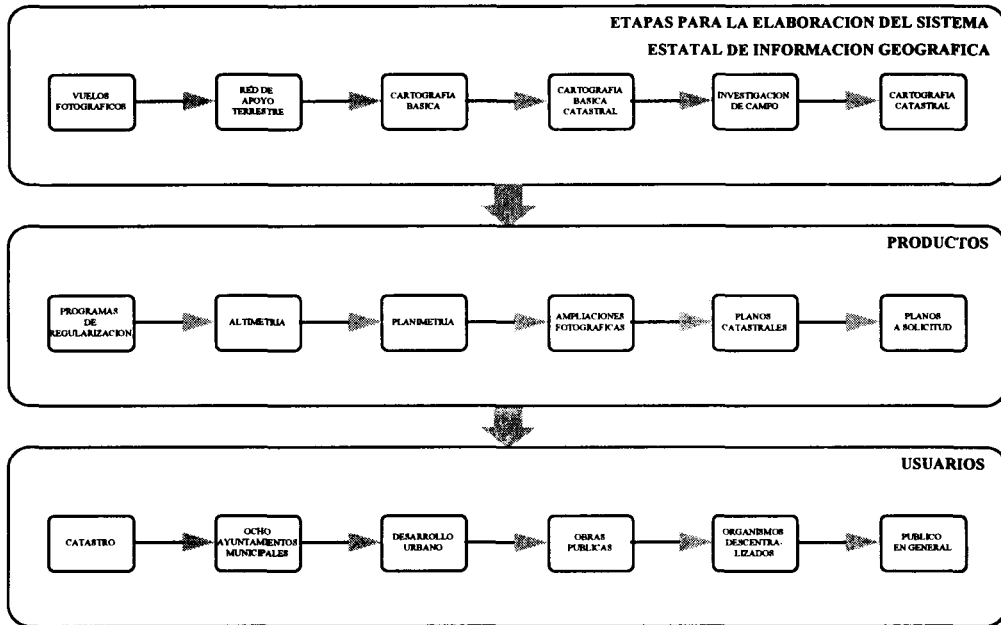 ETAPAS PARA LA ELABORACION DEL SISTEMA
ESTATAL DE INFORMACION GEOGRAFICA
VUELOS
FOTOGRAFICOS
RED DE
APOYO
TERRESTRE
CARTOGRAFIA
BASICA
CARTOGRAFIA
BASICA
CATASTRAL
INVESTIGACION
DE CAMPO
CARTOGRAFIA
CATASTRAL
PRODUCTOS
PROGRAMAS
DE
REGULARIZACION
ALTIMETRIA
PLANIMETRIA
AMPLIACIONES
FOTOGRAFICAS
PLANOS
CATASTRALES
PLANOS
A SOLICITUD
USUARIOS
CATASTRO
OCHO
AYUNTAMIENTOS
MUNICIPALES
DESARROLLO
URBANO
OBRAS
PUBLICAS
ORGANISMOS
DESCENTRA-
LIZADOS
PUBLICO
EN GENERAL